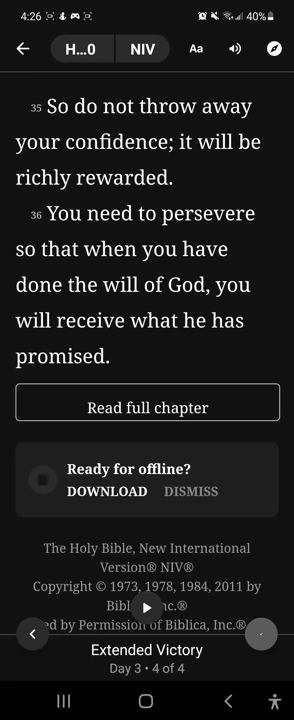 4:26 40%
H...0 NIV Aa
35 So do not throw away
your confidence; it will be
richly rewarded.
36 You need to persevere
so that when you have
done the will of God, you
will receive what he has
promised.
Read full chapter
Ready for offline?
DOWNLOAD DISMISS
The Holy Bible, New International
Version® NIV®
Copyright © 1973, 1978, 1984, 2011 by
Inc.®
by Permission of Biblica, Inc.®
Extended Victory
Day 3 • 4 of 4